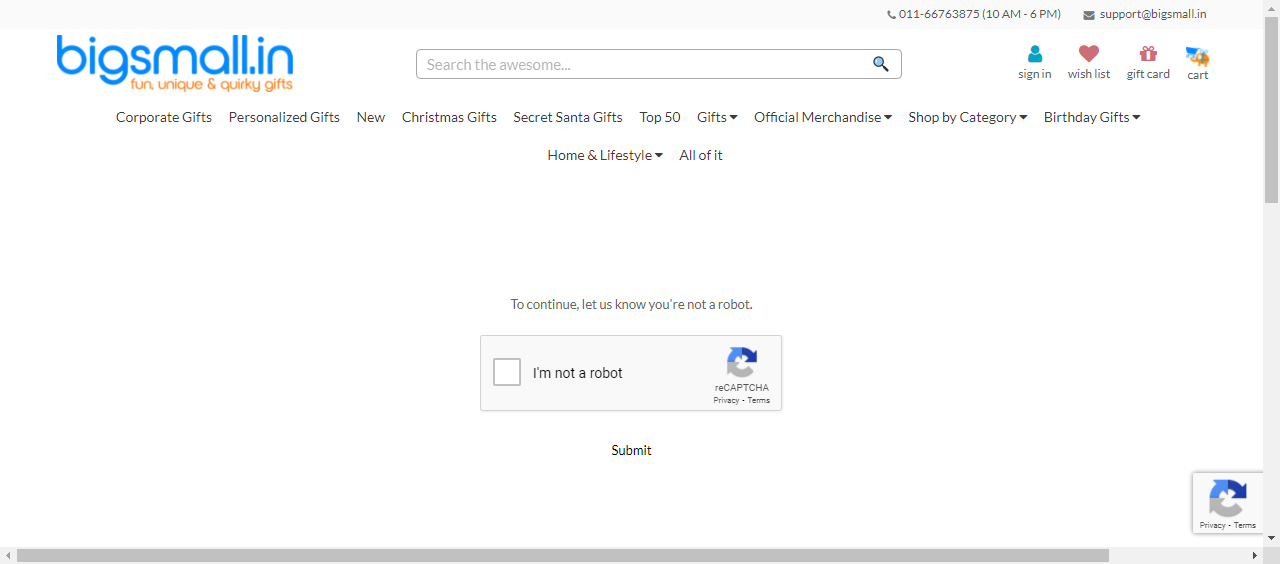 011-66763875 (10 AM - 6 PM) support@bigsmall.in
bigsmall.in
fun, unique & quirky gifts
Search the awesome...
sign in wish list gift card cart
Corporate Gifts Personalized Gifts New Christmas Gifts Secret Santa Gifts Top 50 Gifts Official Merchandise Shop by Category Birthday Gifts
Home & Lifestyle All of it
To continue, let us know you're not a robot.
I'm not a robot
reCAPTCHA
Privacy - Terms
Submit
Privacy - Terms